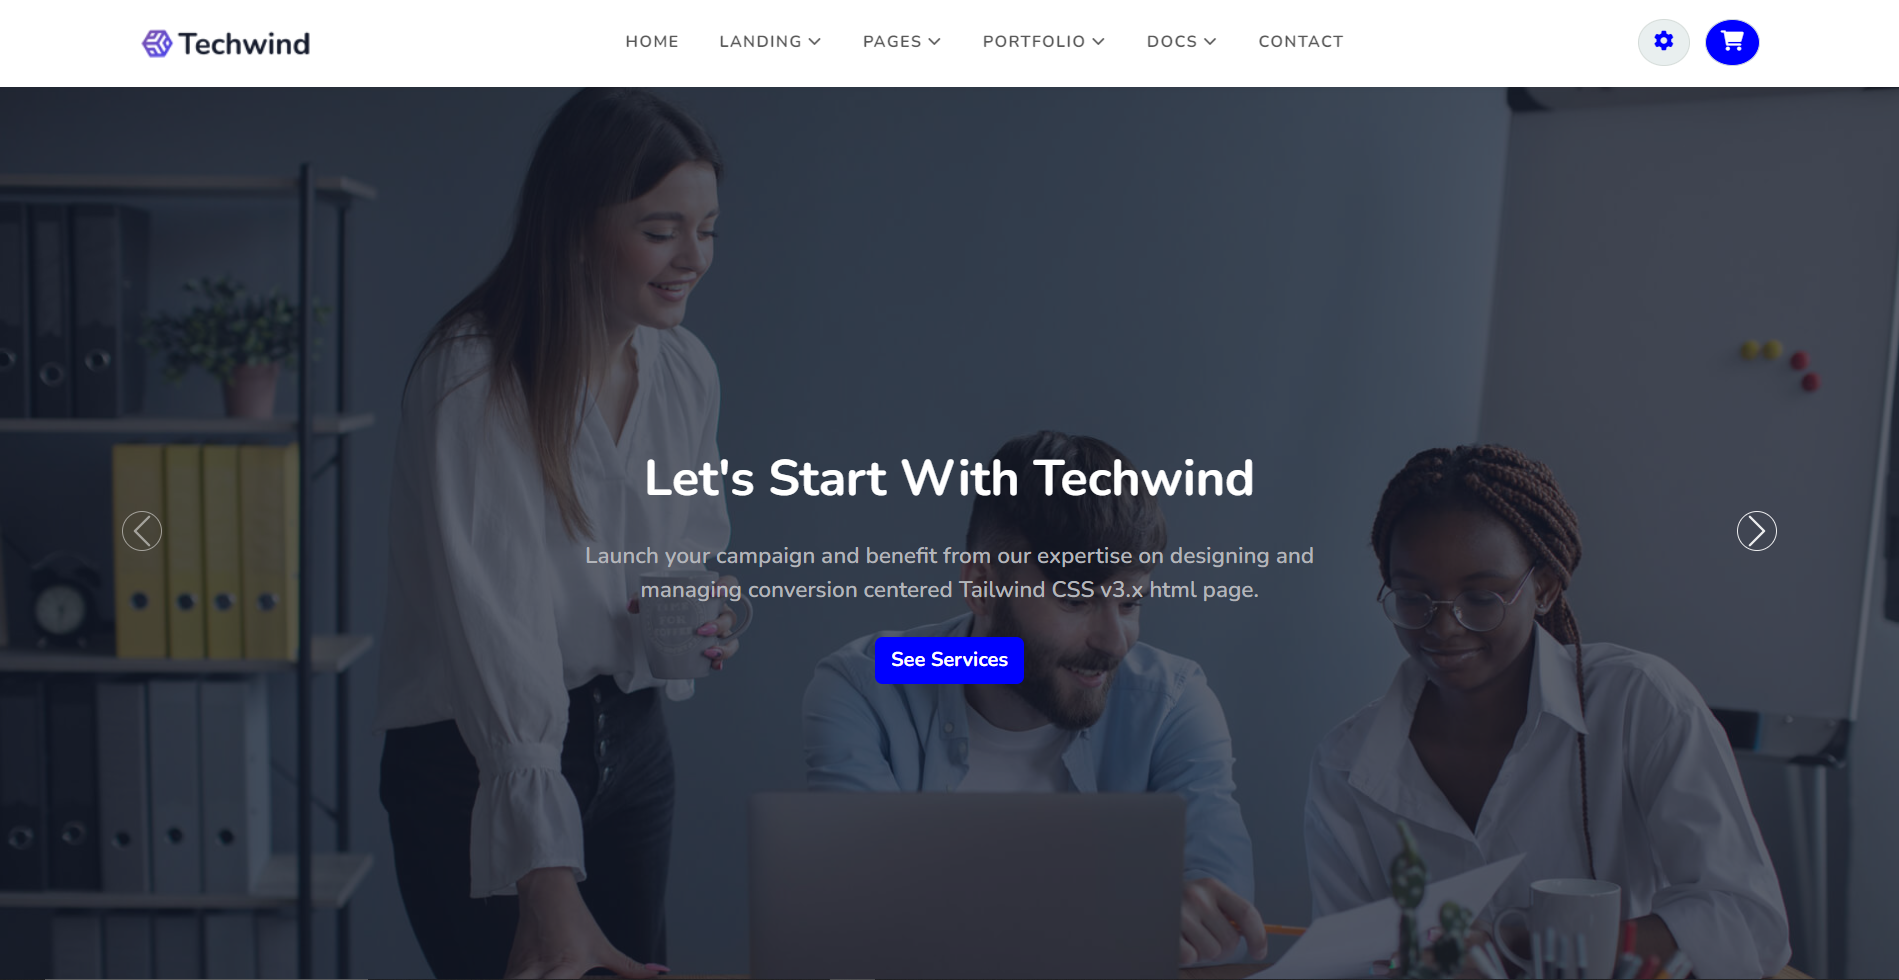 Techwind
HOME LANDING PAGES PORTFOLIO DOCS CONTACT
Let's Start With Techwind
Launch your campaign and benefit from our expertise on designing and
managing conversion centered Tailwind CSS v3.x html page.
See Services